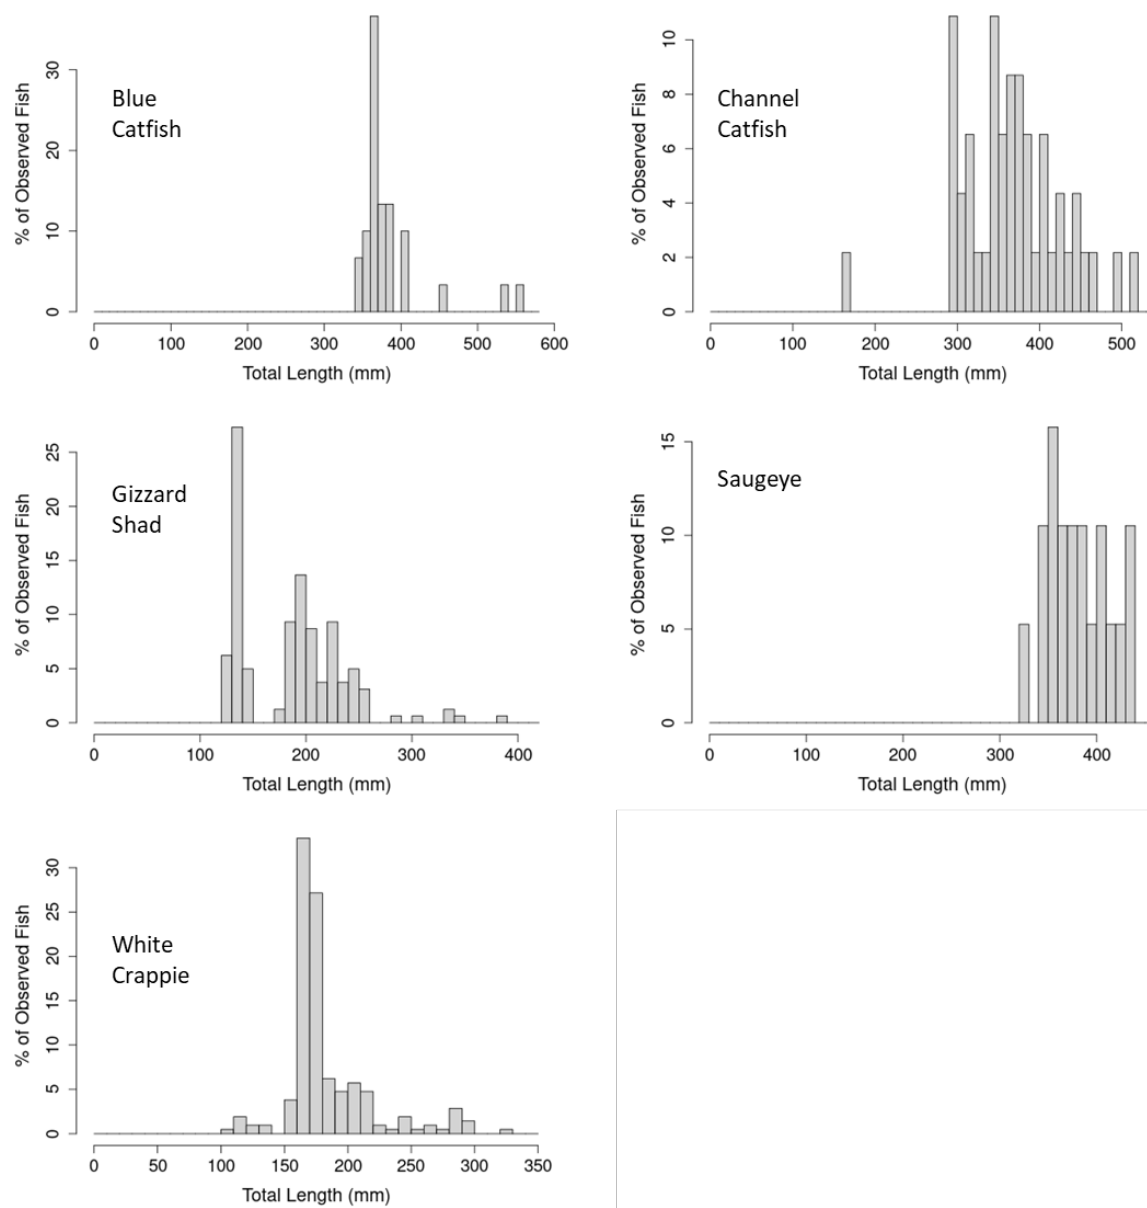 % of Observed Fish
30
20
10
0
Blue
Catfish
0 100 200 300 400 500 600
Total Length (mm)
% of Observed Fish
10
8
6
4
2
0
Channel
Catfish
0 100 200 300 400 500
Total Length (mm)
% of Observed Fish
25
20
15
10
5
0
Gizzard
Shad
0 100 200 300 400
Total Length (mm)
% of Observed Fish
15
10
5
0
Saugeye
0 100 200 300 400
Total Length (mm)
% of Observed Fish
30
25
20
15
10
5
0
White
Crappie
0 50 100 150 200 250 300 350
Total Length (mm)